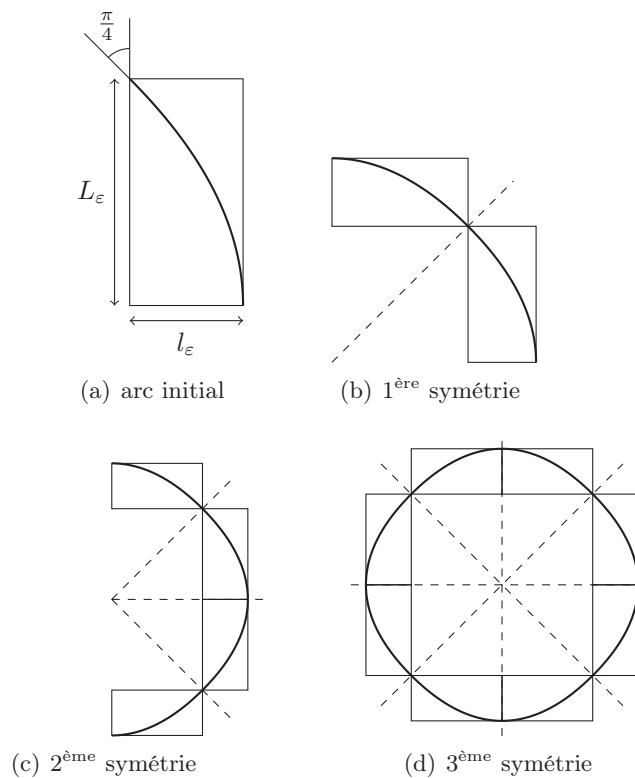 π/4
L_ε
l_ε
(a) arc initial
(b) 1ère symétrie
(c) 2ème symétrie
(d) 3ème symétrie